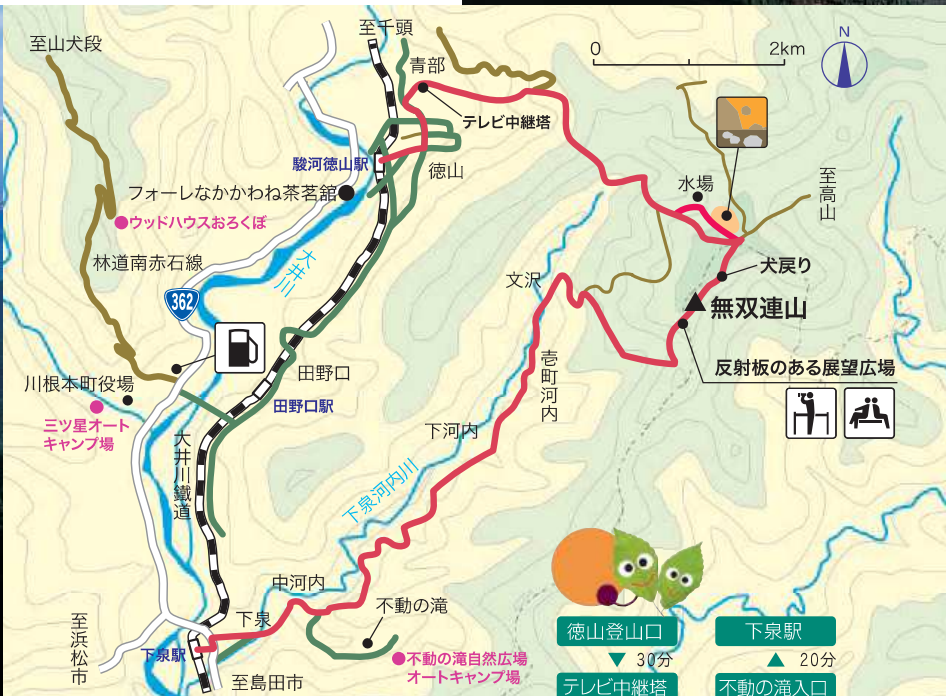 至千頭
至山犬段
青部
0
2km
N
テレビ中継塔
駿河徳山駅
徳山
フォーレなかかわね茶茗舘
水場
至高山
ウッドハウスおろくぼ
林道南赤石線
大井川
362
文沢
犬戻り
無双連山
反射板のある展望広場
壱町河内
田野口
田野口駅
川根本町役場
三ツ星オート
キャンプ場
下河内
大井川鐵道
下泉河内川
中河内
不動の滝
下泉
至浜松市
下泉駅
至島田市
不動の滝自然広場
オートキャンプ場
徳山登山口
下泉駅
▼ 30分
▲ 20分
テレビ中継塔
不動の滝入口